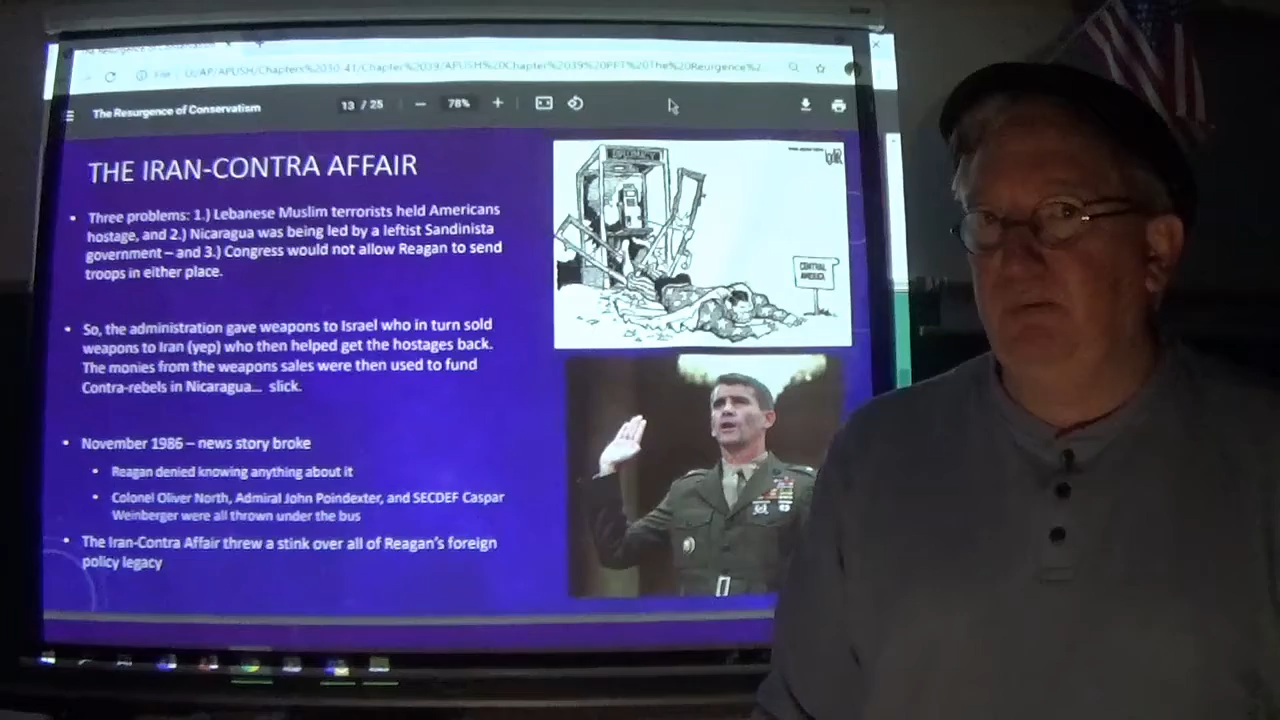 The Resurgence of Conservatism
File
The Resurgence of Conservatism
13 / 25
78%
THE IRAN-CONTRA AFFAIR
Three problems: 1.) Lebanese Muslim terrorists held Americans
hostage, and 2.) Nicaragua was being led by a leftist Sandinista
government – and 3.) Congress would not allow Reagan to send
troops in either place.
So, the administration gave weapons to Israel who in turn sold
weapons to Iran (yep) who then helped get the hostages back.
The monies from the weapons sales were then used to fund
Contra-rebels in Nicaragua... slick.
November 1986 – news story broke
Reagan denied knowing anything about it
Colonel Oliver North, Admiral John Poindexter, and SECDEF Caspar
Weinberger were all thrown under the bus
The Iran-Contra Affair threw a stink over all of Reagan's foreign
policy legacy
DIPLOMACY
CENTRAL
AMERICA